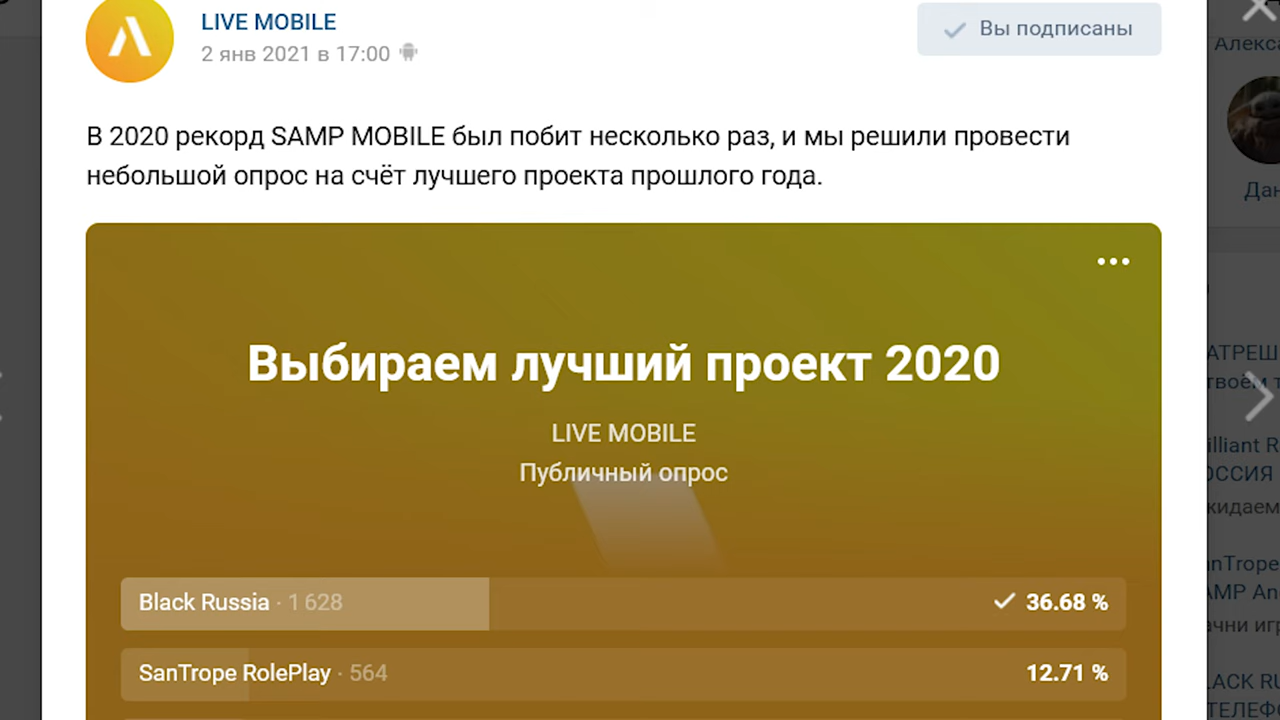 LIVE MOBILE
2 янв 2021 в 17:00
Вы подписаны
В 2020 рекорд SAMP MOBILE был побит несколько раз, и мы решили провести
небольшой опрос на счёт лучшего проекта прошлого года.
Выбираем лучший проект 2020
LIVE MOBILE
Публичный опрос
Black Russia · 1 628
36.68 %
SanTrope RolePlay · 564
12.71 %